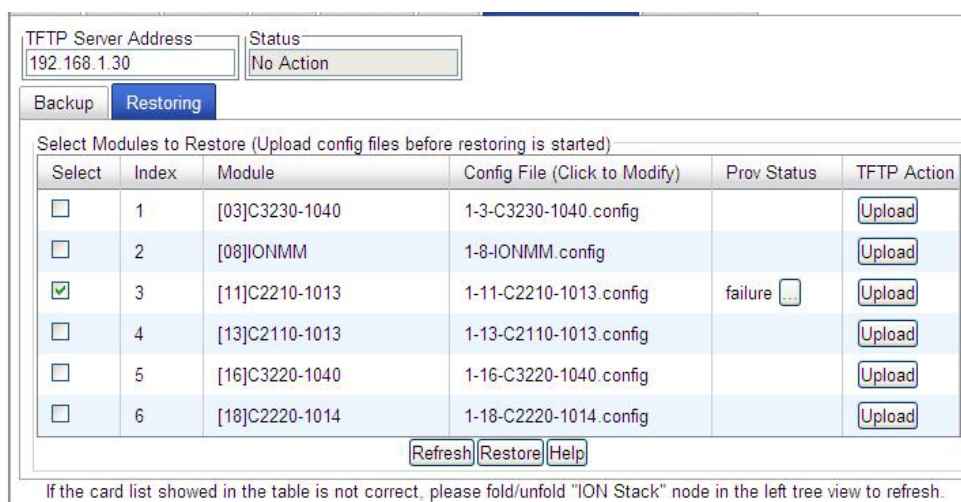 TFTP Server Address Status
192.168.1.30 No Action
Backup Restoring
Select Modules to Restore (Upload config files before restoring is started)
Select Index Module Config File (Click to Modify) Prov Status TFTP Action
1 [03]C3230-1040 1-3-C3230-1040.config Upload
2 [08]IONMM 1-8-IONMM.config Upload
3 [11]C2210-1013 1-11-C2210-1013.config failure ... Upload
4 [13]C2110-1013 1-13-C2110-1013.config Upload
5 [16]C3220-1040 1-16-C3220-1040.config Upload
6 [18]C2220-1014 1-18-C2220-1014.config Upload
Refresh Restore Help
If the card list showed in the table is not correct, please fold/unfold "ION Stack" node in the left tree view to refresh.